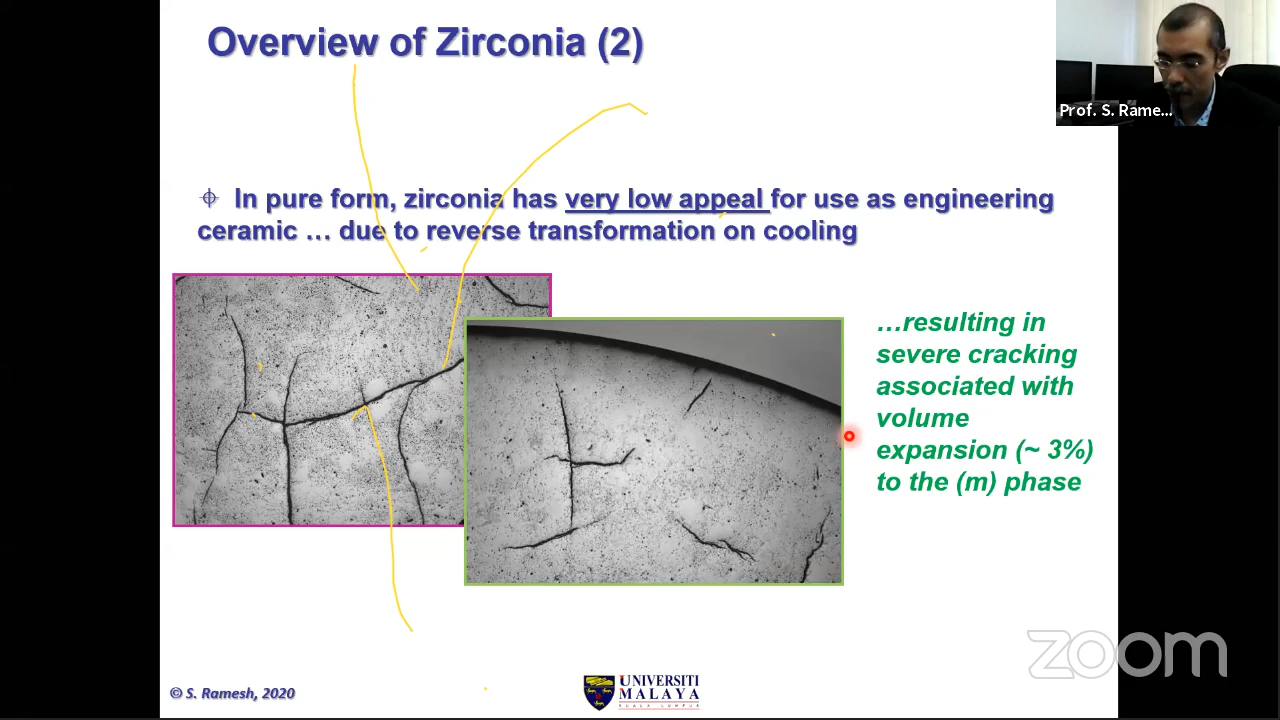 Overview of Zirconia (2)
Prof. S. Rame...
In pure form, zirconia has very low appeal for use as engineering
ceramic … due to reverse transformation on cooling
…resulting in
severe cracking
associated with
volume
expansion (~ 3%)
to the (m) phase
zoom
© S. Ramesh, 2020
UNIVERSITI
MALAYA
KUALA LUMPUR